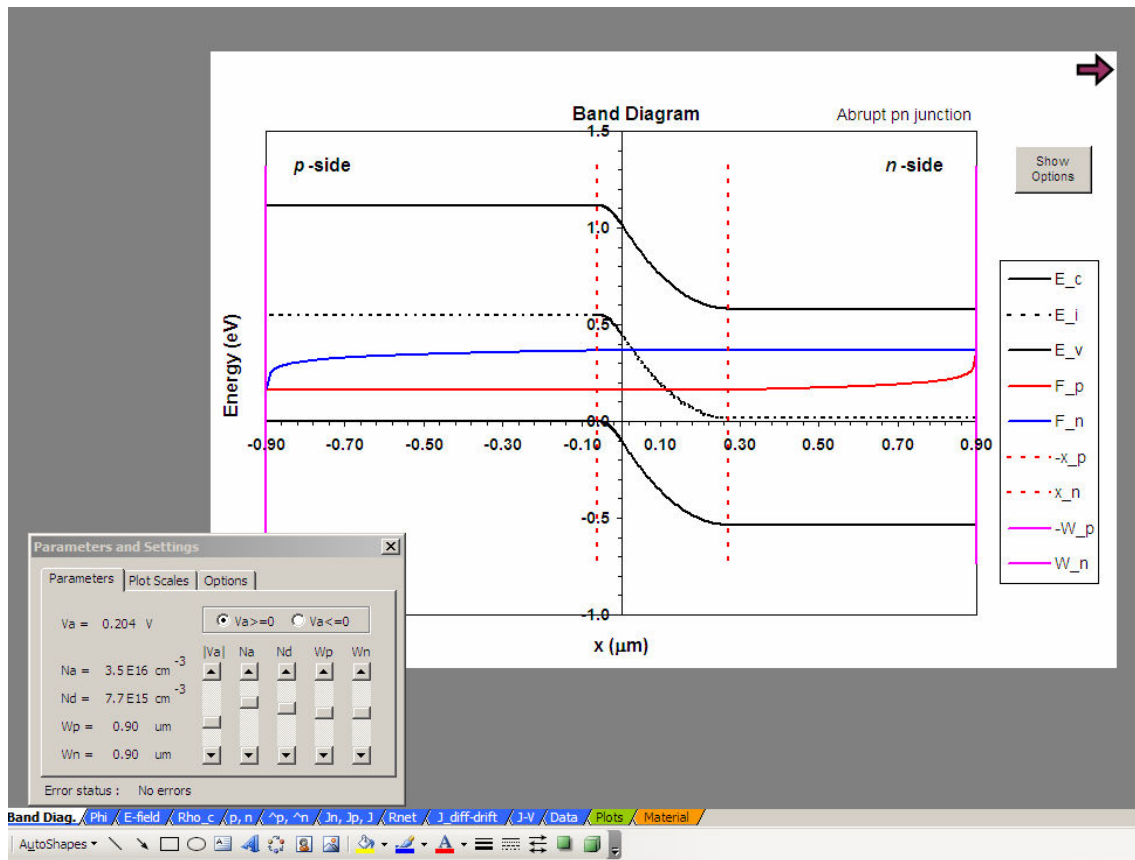 Band Diagram
Abrupt pn junction
1.5
p -side
n -side
Show
Options
1.0
E_c
E_i
0.5
E_v
Energy (eV)
F_p
F_n
0.0
-0.90 -0.70 -0.50 -0.30 -0.10 0.10 0.30 0.50 0.70 0.90
-x_p
x_n
-0.5
-W_p
W_n
-1.0
x (μm)
Parameters and Settings
Parameters Plot Scales Options
Va = 0.204 V
Va>=0 Va<=0
|Va| Na Nd Wp Wn
Na = 3.5E16 cm-3
Nd = 7.7E15 cm-3
Wp = 0.90 um
Wn = 0.90 um
Error status : No errors
Band Diag. Phi E-field Rho_c p, n ^p, ^n Jn, Jp, J Rnet J_diff-drift J-V Data Plots Material
AutoShapes